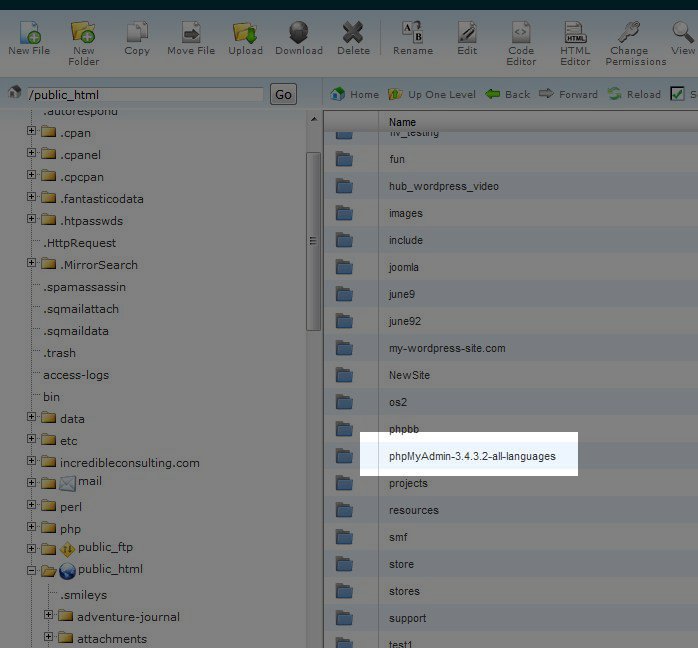 New File
New Folder
Copy
Move File
Upload
Download
Delete
Rename
Edit
Code Editor
HTML Editor
Change Permissions
View
/public_html
Go
Home
Up One Level
Back
Forward
Reload
S
.autorespond
.cpan
.cpanel
.cpcpan
.fantasticodata
.htpasswds
.HttpRequest
.MirrorSearch
.spamassassin
.sqmailattach
.sqmaildata
.trash
access-logs
bin
data
etc
incredibleconsulting.com
mail
perl
php
public_ftp
public_html
.smileys
adventure-journal
attachments
Name
fun
hub_wordpress_video
images
include
joomla
june9
june92
my-wordpress-site.com
NewSite
os2
phpbb
phpMyAdmin-3.4.3.2-all-languages
projects
resources
smf
store
stores
support
test1